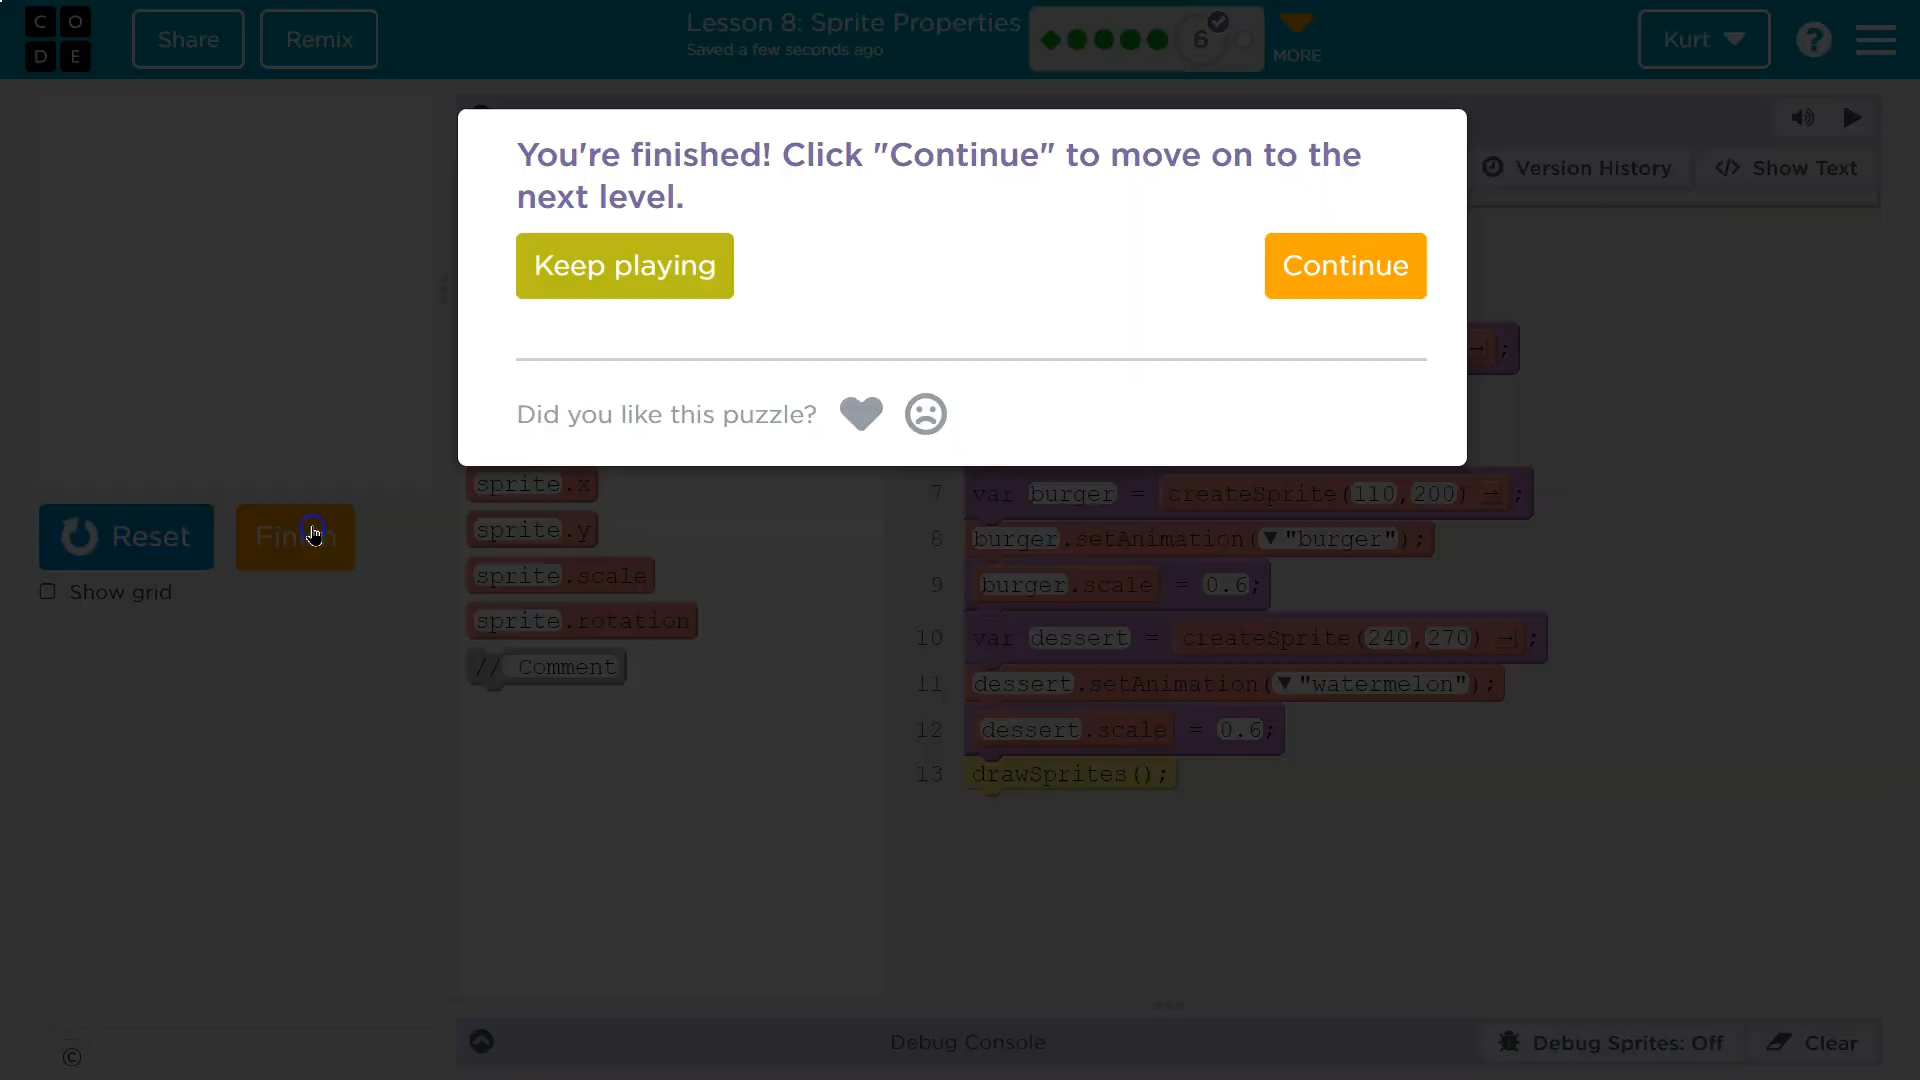 C O
D E
Share
Remix
Lesson 8: Sprite Properties
Saved a few seconds ago
6
MORE
Kurt
?
You're finished! Click "Continue" to move on to the
next level.
Keep playing
Continue
Did you like this puzzle?
Version History
</> Show Text
Reset
Finish
Show grid
sprite.x
sprite.y
sprite.scale
sprite.rotation
// Comment
;
7 var burger = createSprite(110,200);
8 burger.setAnimation(▼"burger");
9 burger.scale = 0.6;
10 var dessert = createSprite(240,270);
11 dessert.setAnimation(▼"watermelon");
12 dessert.scale = 0.6;
13 drawSprites();
Debug Console
Debug Sprites: Off
Clear
©